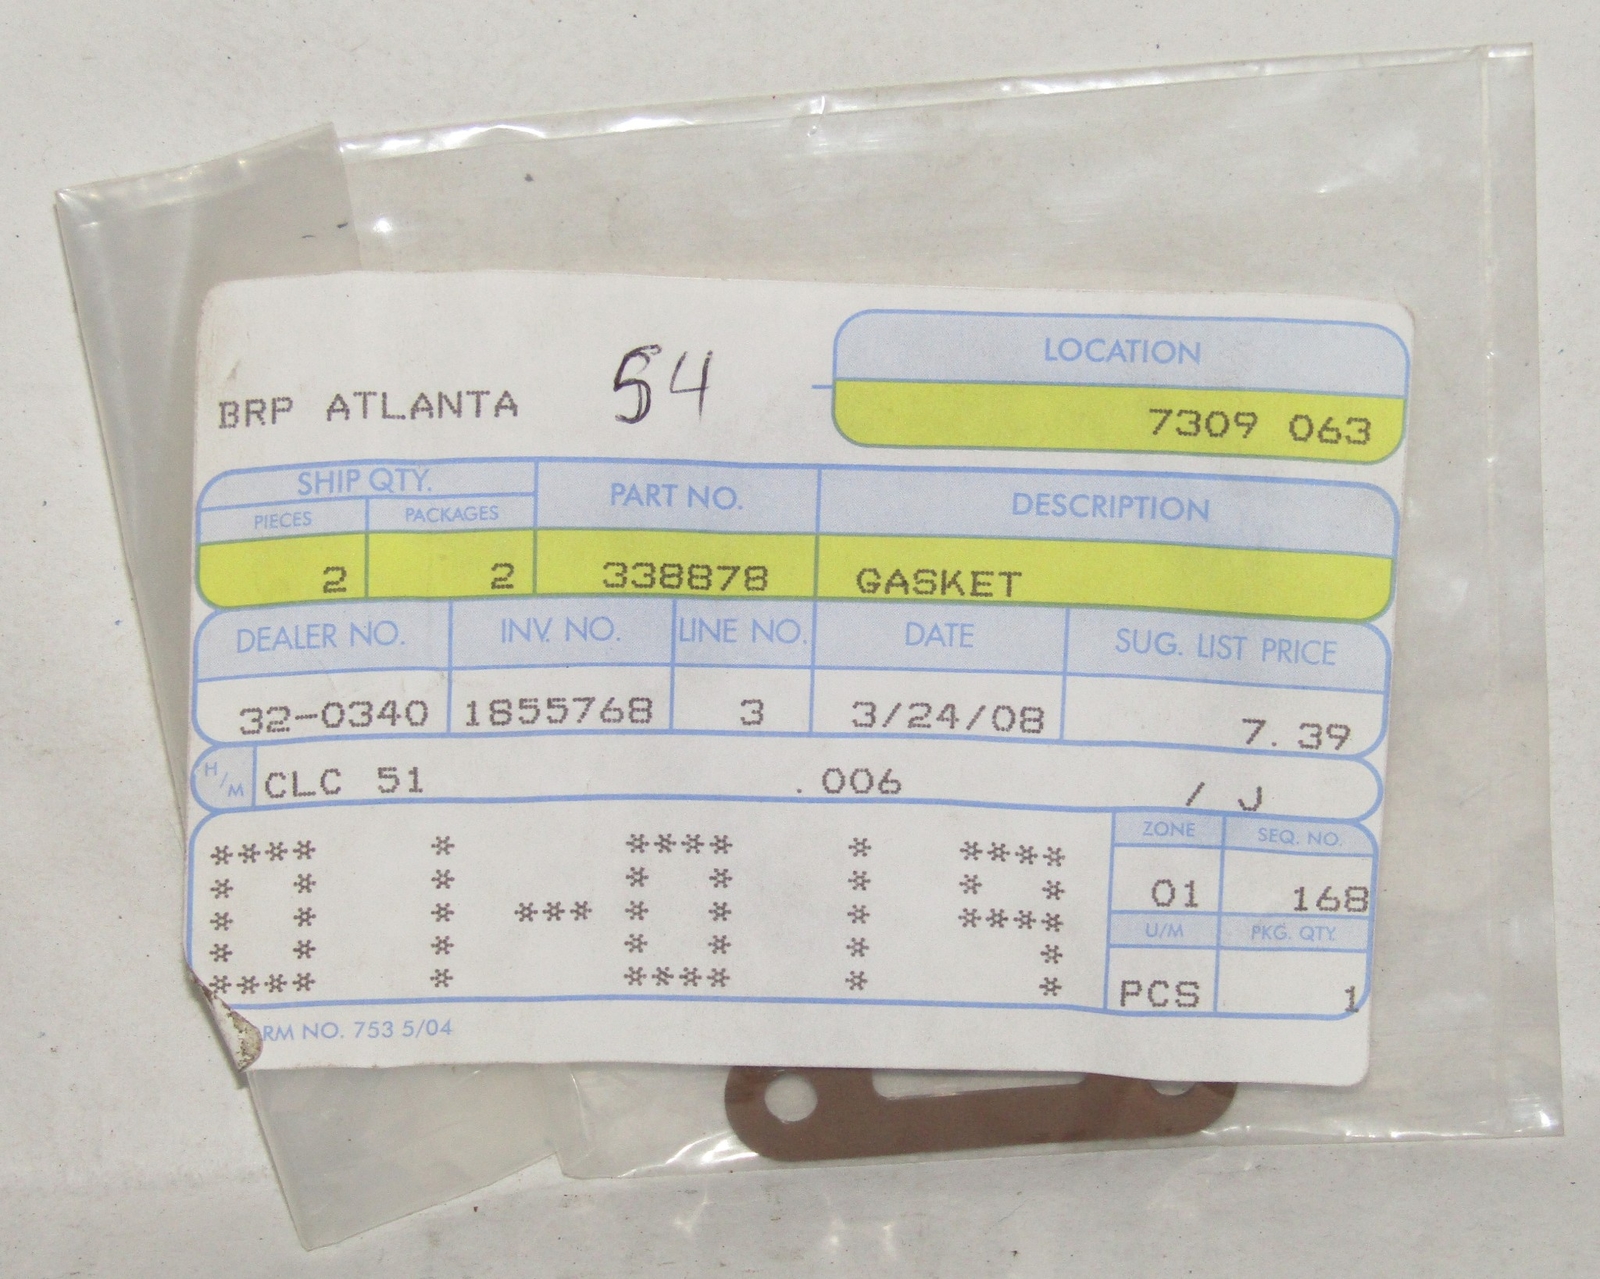 LOCATION
BRP ATLANTA 54 7309 063
SHIP QTY. PART NO. DESCRIPTION
PIECES PACKAGES
2 2 338878 GASKET
DEALER NO. INV. NO. LINE NO. DATE SUG. LIST PRICE
32-0340 1855768 3 3/24/08 7.39
H/M CLC 51 .006 / J
ZONE SEQ. NO.
01-019 01 168
U/M PKG. QTY.
PCS 1
RM NO. 753 5/04